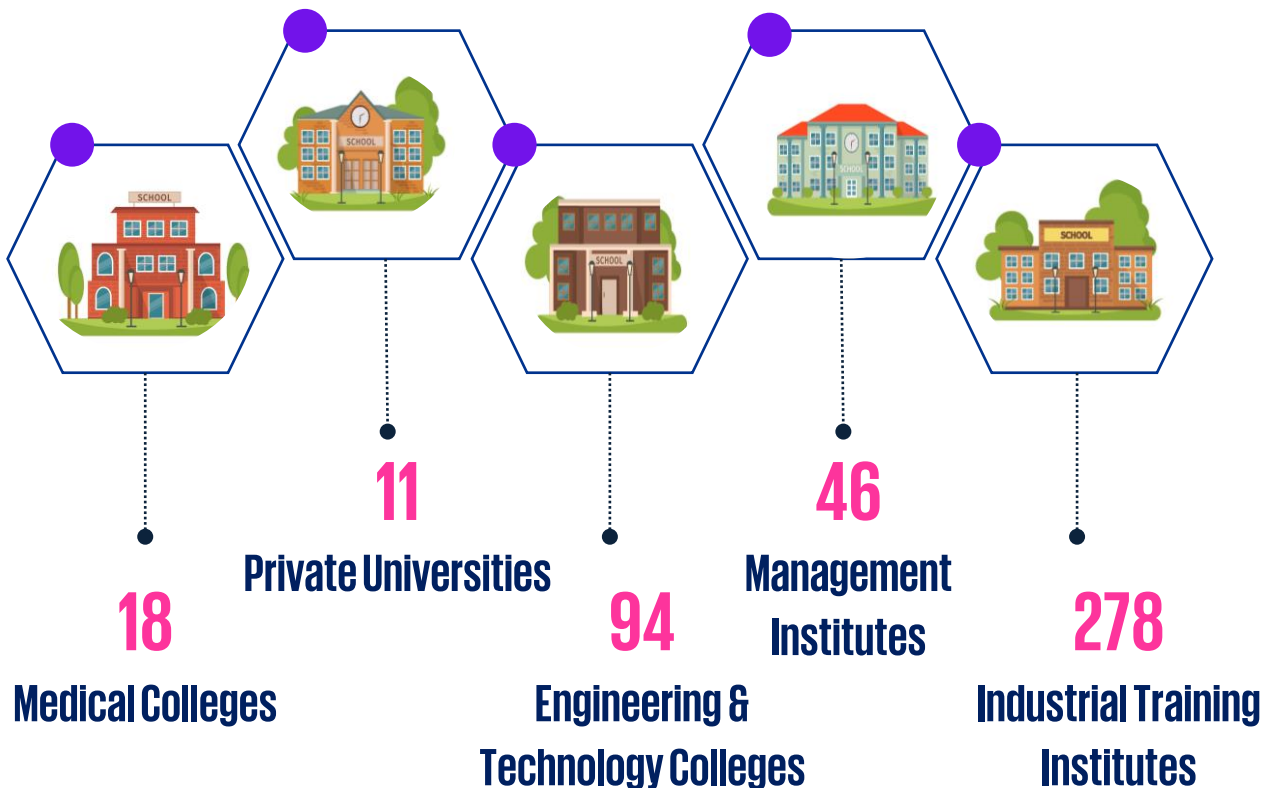 SCHOOL
SCHOOL
SCHOOL
SCHOOL
SCHOOL
18
Medical Colleges
11
Private Universities
94
Engineering &
Technology Colleges
46
Management
Institutes
278
Industrial Training
Institutes